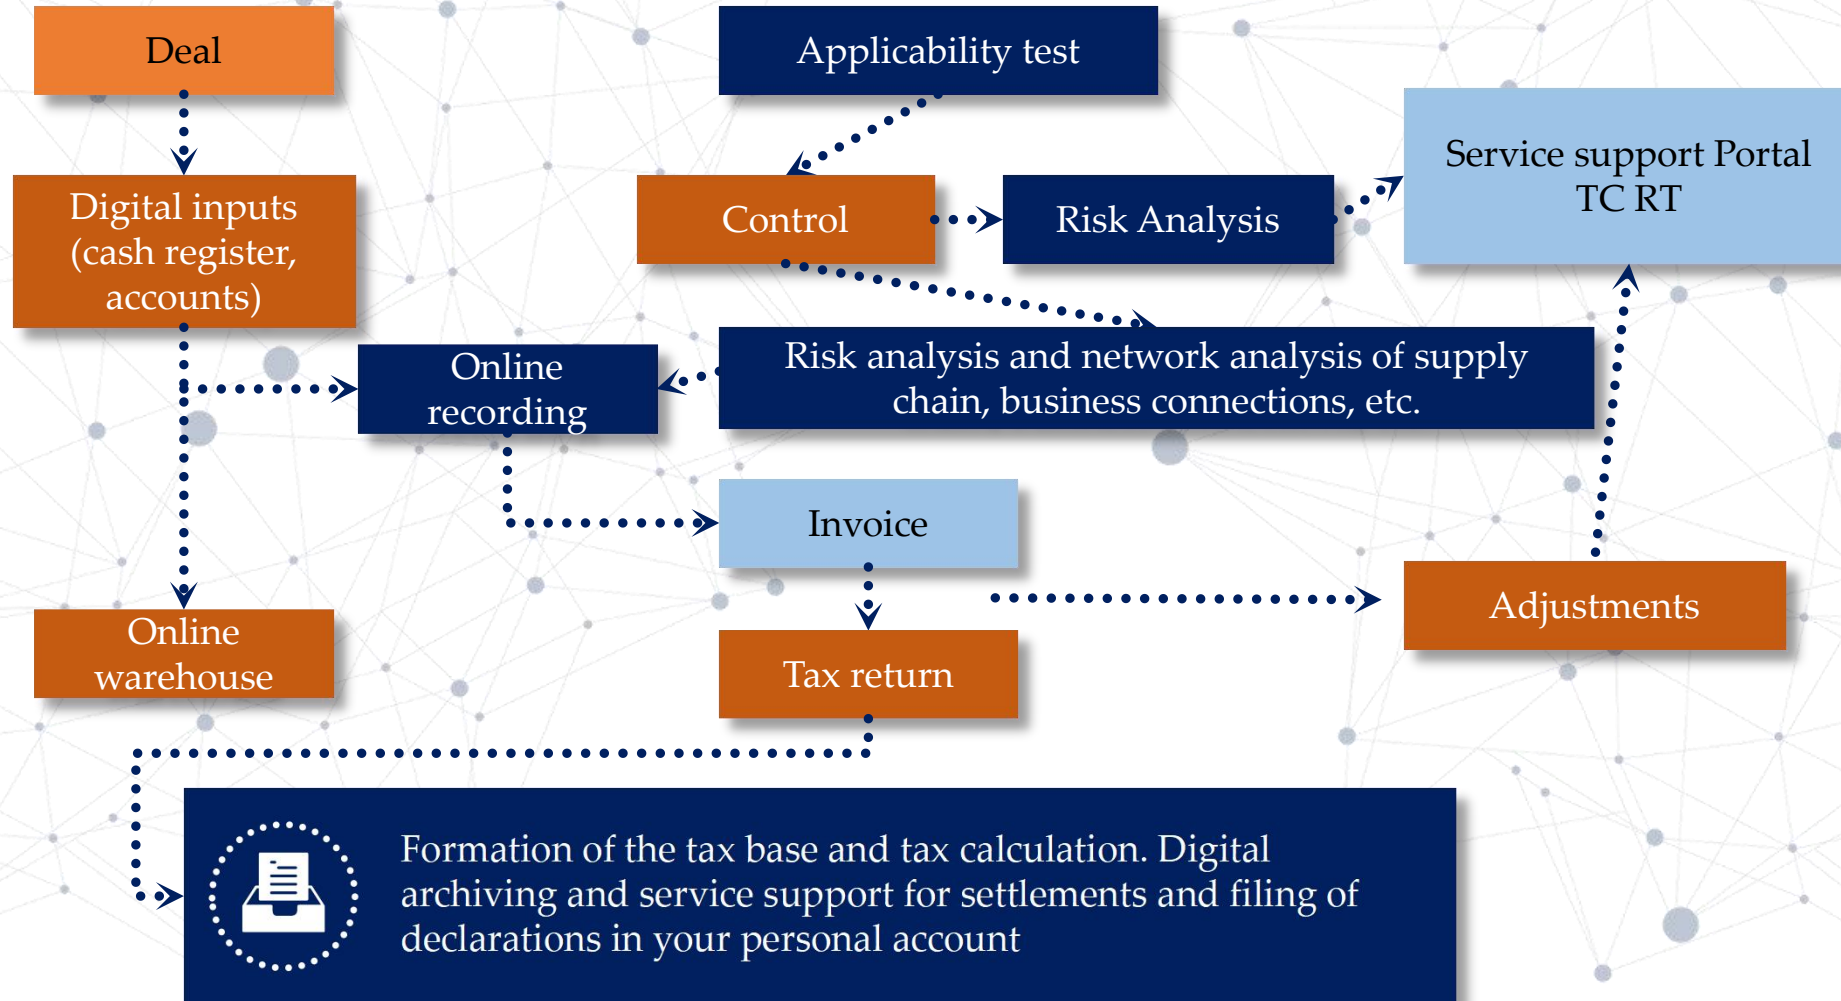 Deal
Applicability test
Service support Portal
TC RT
Digital inputs
(cash register,
accounts)
Control
Risk Analysis
Online
recording
Risk analysis and network analysis of supply
chain, business connections, etc.
Invoice
Adjustments
Online
warehouse
Tax return
Formation of the tax base and tax calculation. Digital
archiving and service support for settlements and filing of
declarations in your personal account